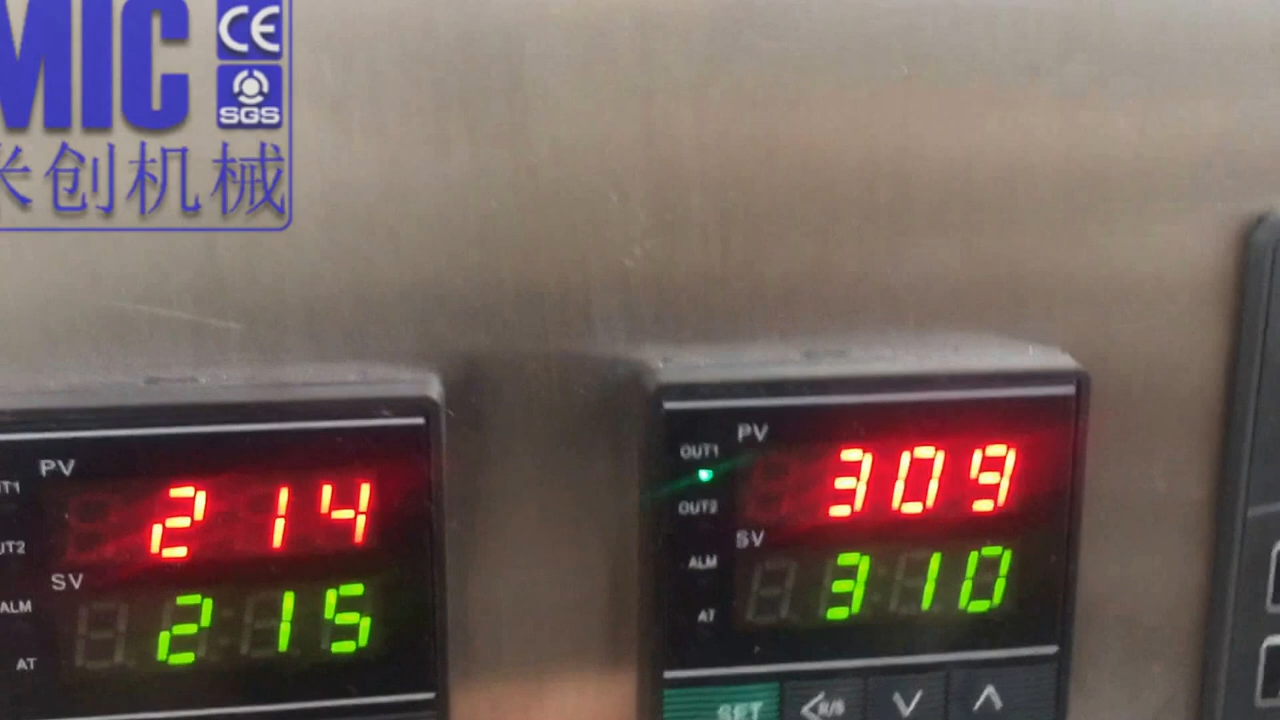 MIC
CE
SGS
米创机械
PV
214
SV
215
ALM
AT
PV
OUT1
309
OUT2
SV
310
ALM
AT
SET
<R/S